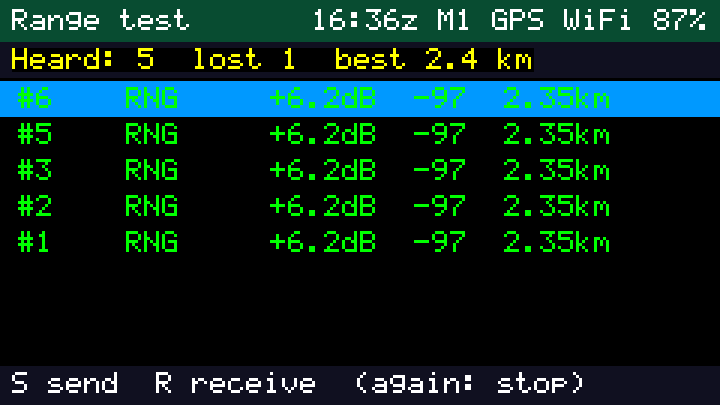 Range test 16:36z M1 GPS WiFi 87%
Heard: 5 lost 1 best 2.4 km
#6 RNG +6.2dB -97 2.35km
#5 RNG +6.2dB -97 2.35km
#3 RNG +6.2dB -97 2.35km
#2 RNG +6.2dB -97 2.35km
#1 RNG +6.2dB -97 2.35km
S send R receive (again: stop)